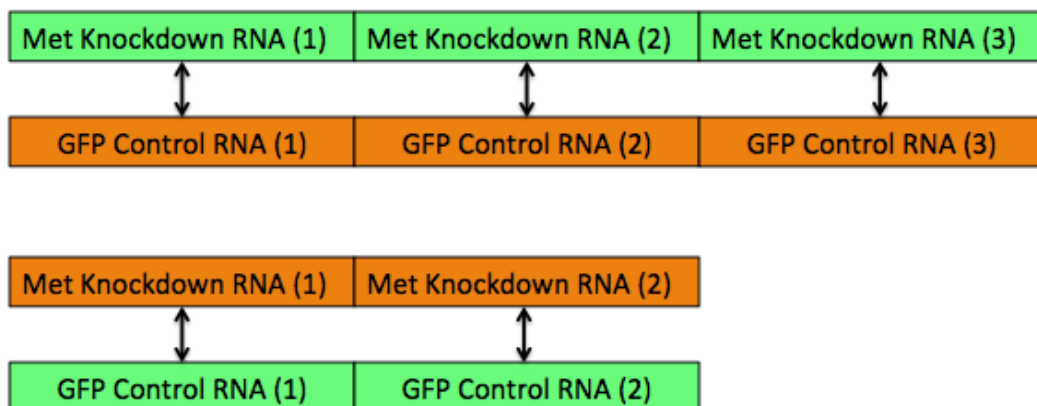 Met Knockdown RNA (1) Met Knockdown RNA (2) Met Knockdown RNA (3)
GFP Control RNA (1) GFP Control RNA (2) GFP Control RNA (3)
Met Knockdown RNA (1) Met Knockdown RNA (2)
GFP Control RNA (1) GFP Control RNA (2)